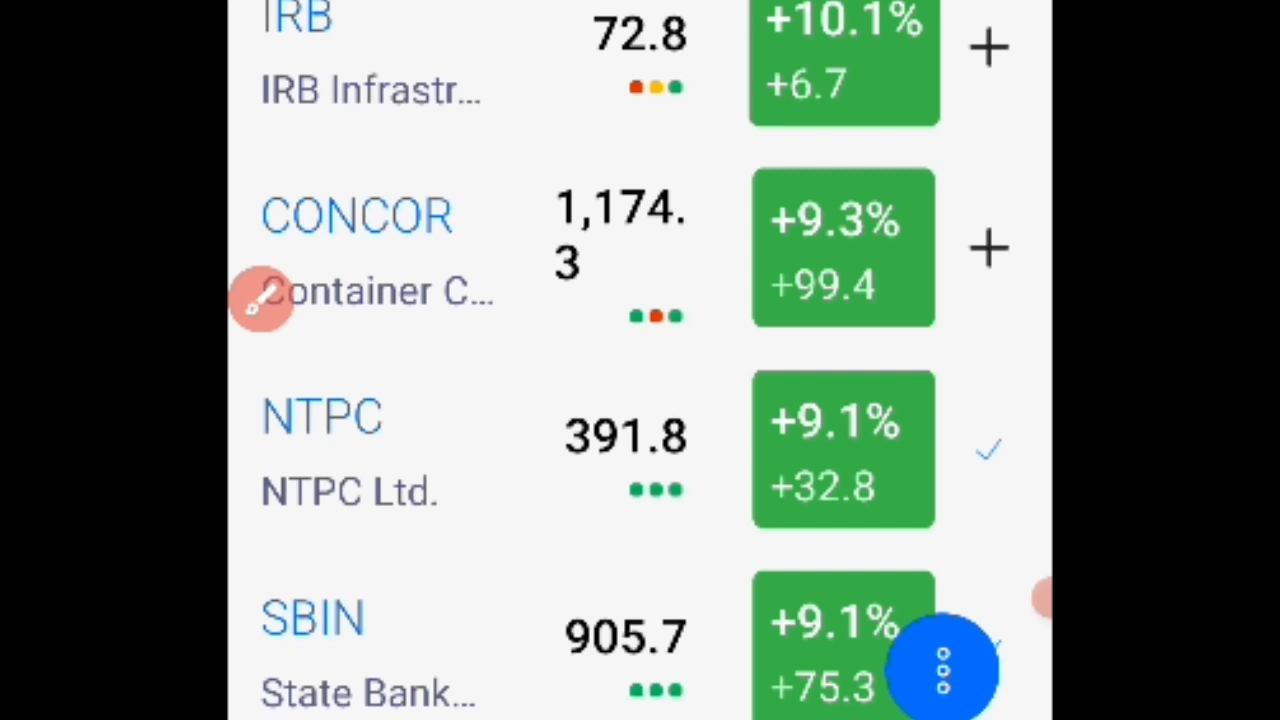 IRB
72.8
+10.1%
+6.7
IRB Infrastr...
CONCOR
1,174.
3
+9.3%
+99.4
Container C...
NTPC
391.8
+9.1%
+32.8
NTPC Ltd.
SBIN
905.7
+9.1%
+75.3
State Bank...